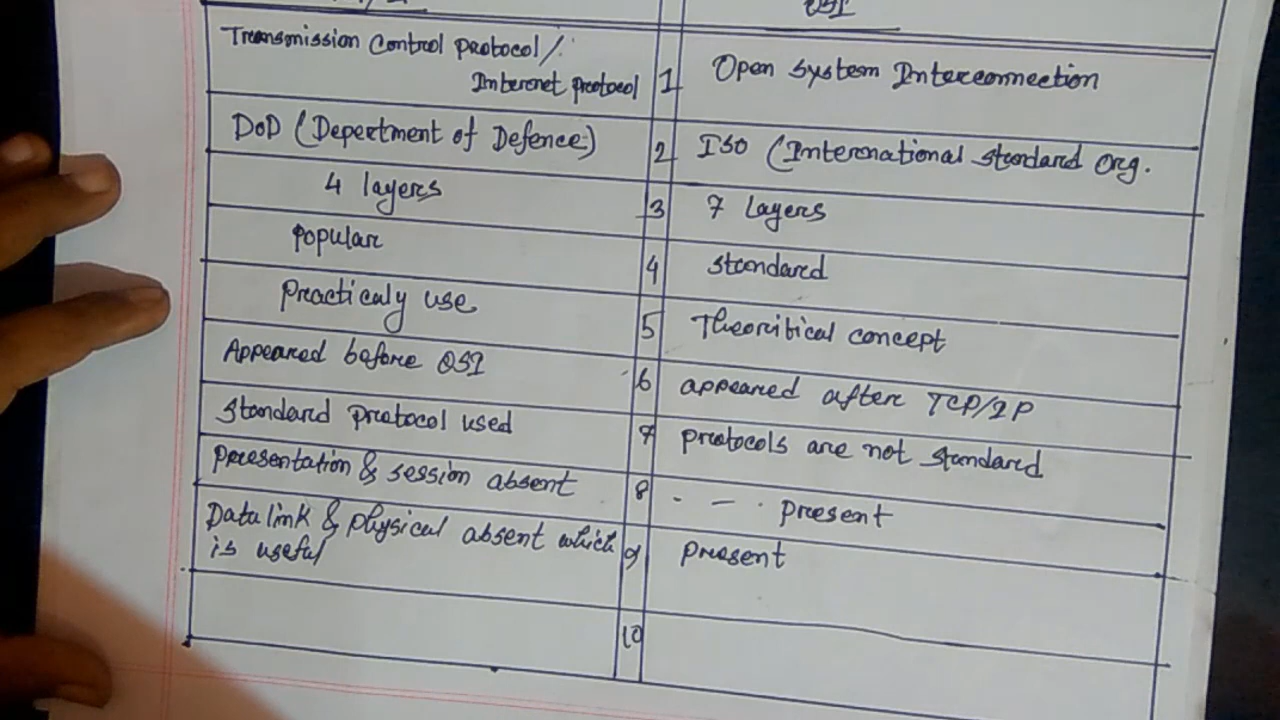 OSI
Transmission Control protocol /
Internet protocol 1 Open System Interconnection
DOD (Department of Defence) 2 ISO (International standard Org.
4 layers 3 7 Layers
Popular 4 standard
Practicaly use 5 Theoritical concept
Appeared before OSI 6 appeared after TCP/IP
Standard protocol used 7 protocols are not standard
presentation & session absent 8 - - present
Data link & physical absent which
is useful 9 present
10